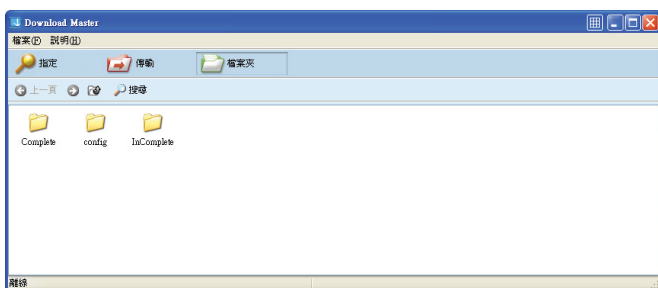 Download Master
檔案(F) 說明(H)
指定 傳輸 檔案夾
上一頁 搜尋
Complete config InComplete
離線